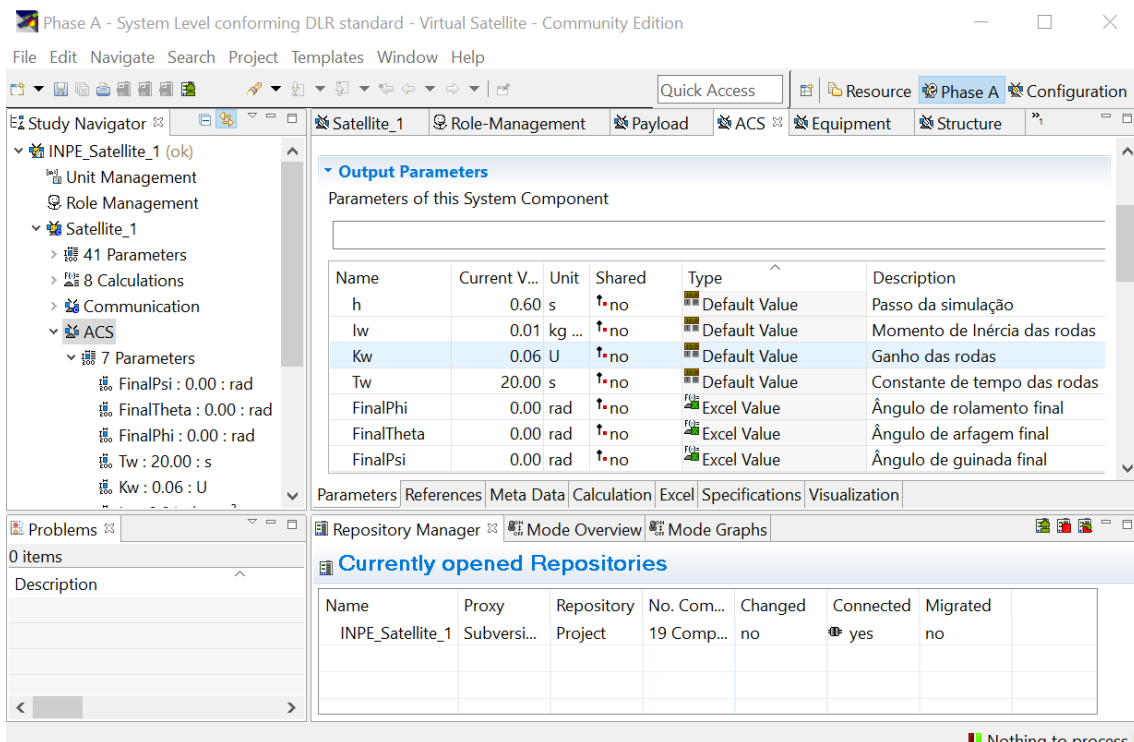 Phase A - System Level conforming DLR standard - Virtual Satellite - Community Edition
File Edit Navigate Search Project Templates Window Help
Quick Access
Resource Phase A Configuration
Study Navigator
INPE_Satellite_1 (ok)
Unit Management
Role Management
Satellite_1
41 Parameters
8 Calculations
Communication
ACS
7 Parameters
FinalPsi : 0.00 : rad
FinalTheta : 0.00 : rad
FinalPhi : 0.00 : rad
Tw : 20.00 : s
Kw : 0.06 : U
Satellite_1 Role-Management Payload ACS Equipment Structure
Output Parameters
Parameters of this System Component
Name Current V... Unit Shared Type Description
h 0.60 s no Default Value Passo da simulação
Iw 0.01 kg ... no Default Value Momento de Inércia das rodas
Kw 0.06 U no Default Value Ganho das rodas
Tw 20.00 s no Default Value Constante de tempo das rodas
FinalPhi 0.00 rad no Excel Value Ângulo de rolamento final
FinalTheta 0.00 rad no Excel Value Ângulo de arfagem final
FinalPsi 0.00 rad no Excel Value Ângulo de guinada final
Parameters References Meta Data Calculation Excel Specifications Visualization
Problems
0 items
Description
Repository Manager Mode Overview Mode Graphs
Currently opened Repositories
Name Proxy Repository No. Com... Changed Connected Migrated
INPE_Satellite_1 Subversi... Project 19 Comp... no yes no
Nothing to process